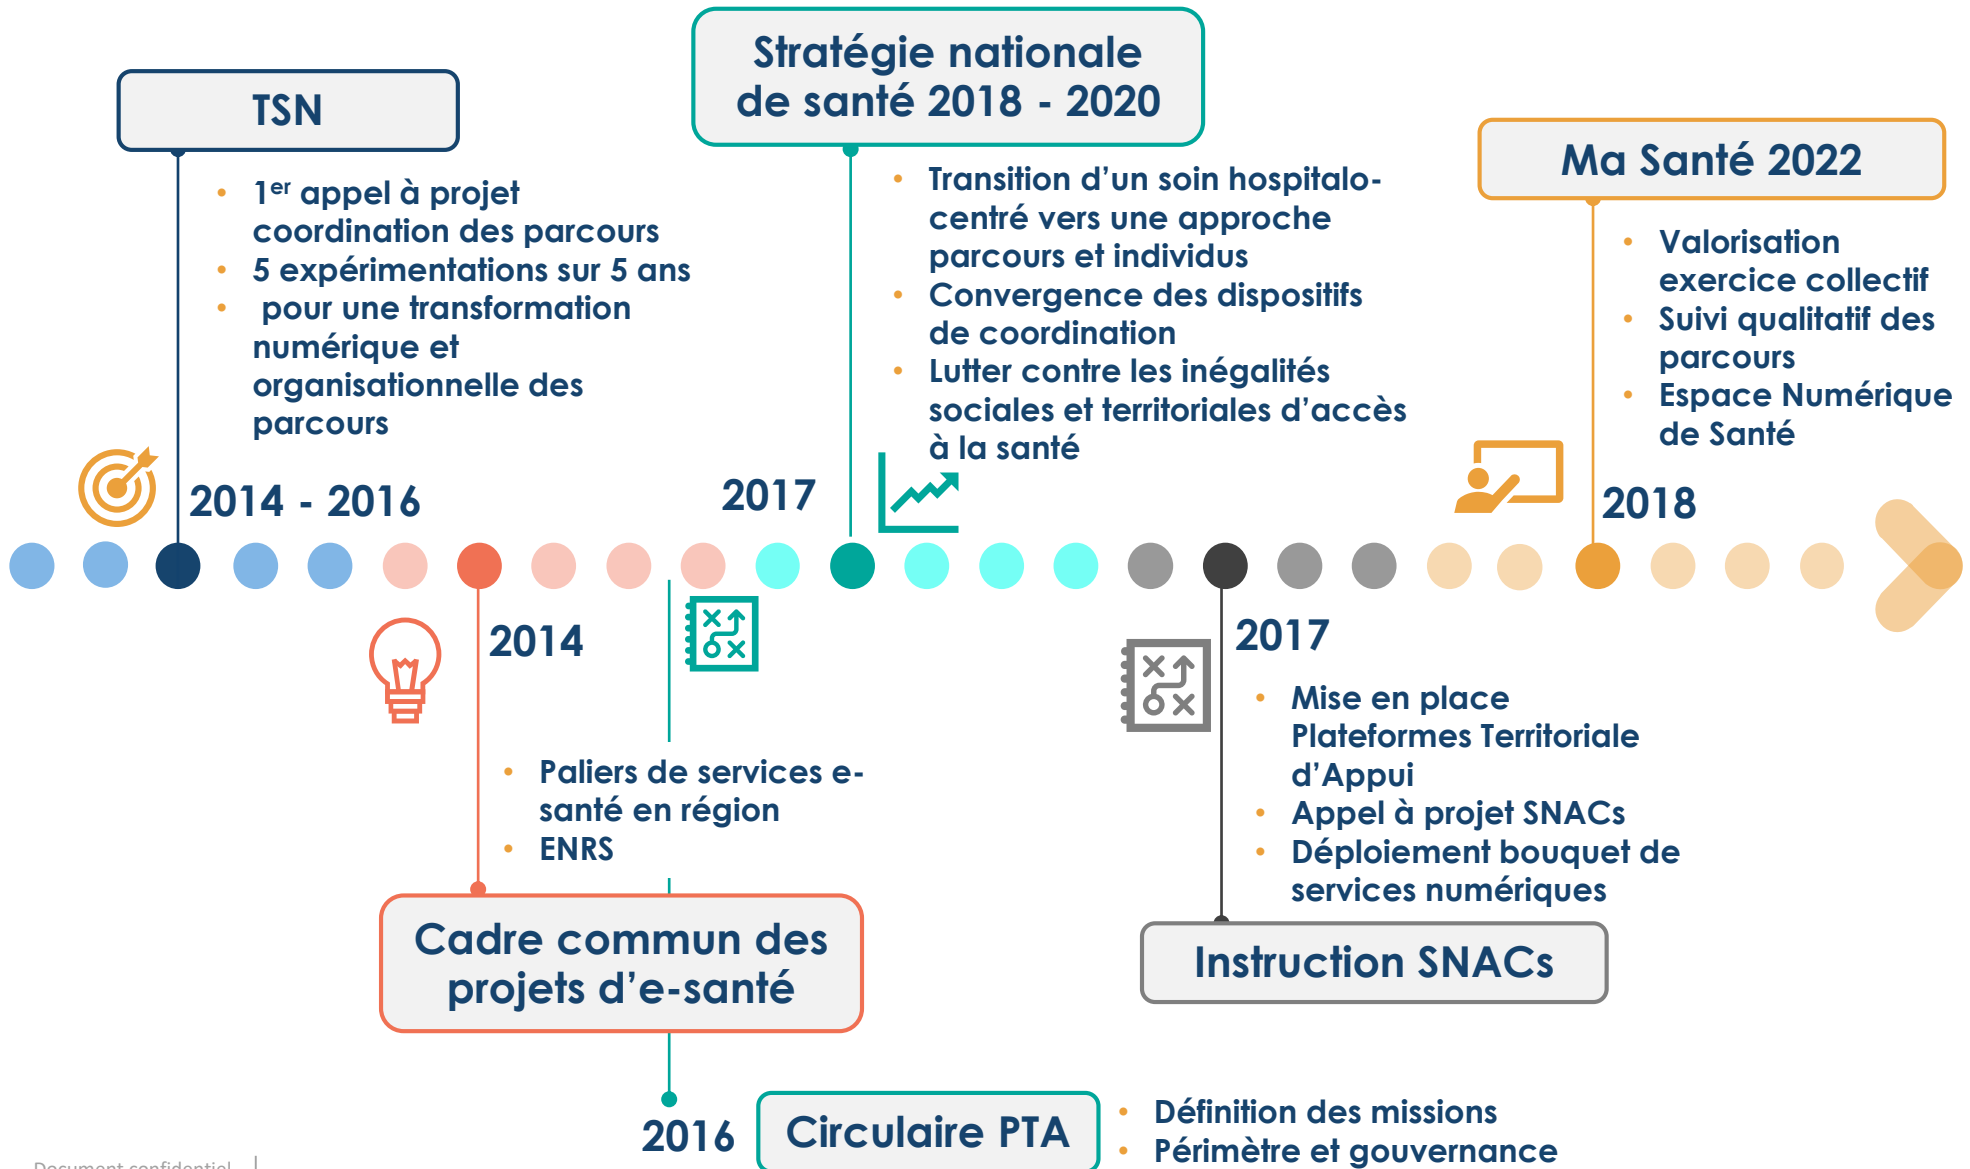 TSN
• 1er appel à projet
coordination des parcours
• 5 expérimentations sur 5 ans
• pour une transformation
numérique et
organisationnelle des
parcours
2014 - 2016
Stratégie nationale
de santé 2018 - 2020
• Transition d’un soin hospitalo-
centré vers une approche
parcours et individus
• Convergence des dispositifs
de coordination
• Lutter contre les inégalités
sociales et territoriales d’accès
à la santé
2017
Ma Santé 2022
• Valorisation
exercice collectif
• Suivi qualitatif des
parcours
• Espace Numérique
de Santé
2018
2014
• Paliers de services e-
santé en région
• ENRS
Cadre commun des
projets d’e-santé
2017
• Mise en place
Plateformes Territoriale
d’Appui
• Appel à projet SNACs
• Déploiement bouquet de
services numériques
Instruction SNACs
2016
Circulaire PTA
• Définition des missions
• Périmètre et gouvernance
Document confidentiel